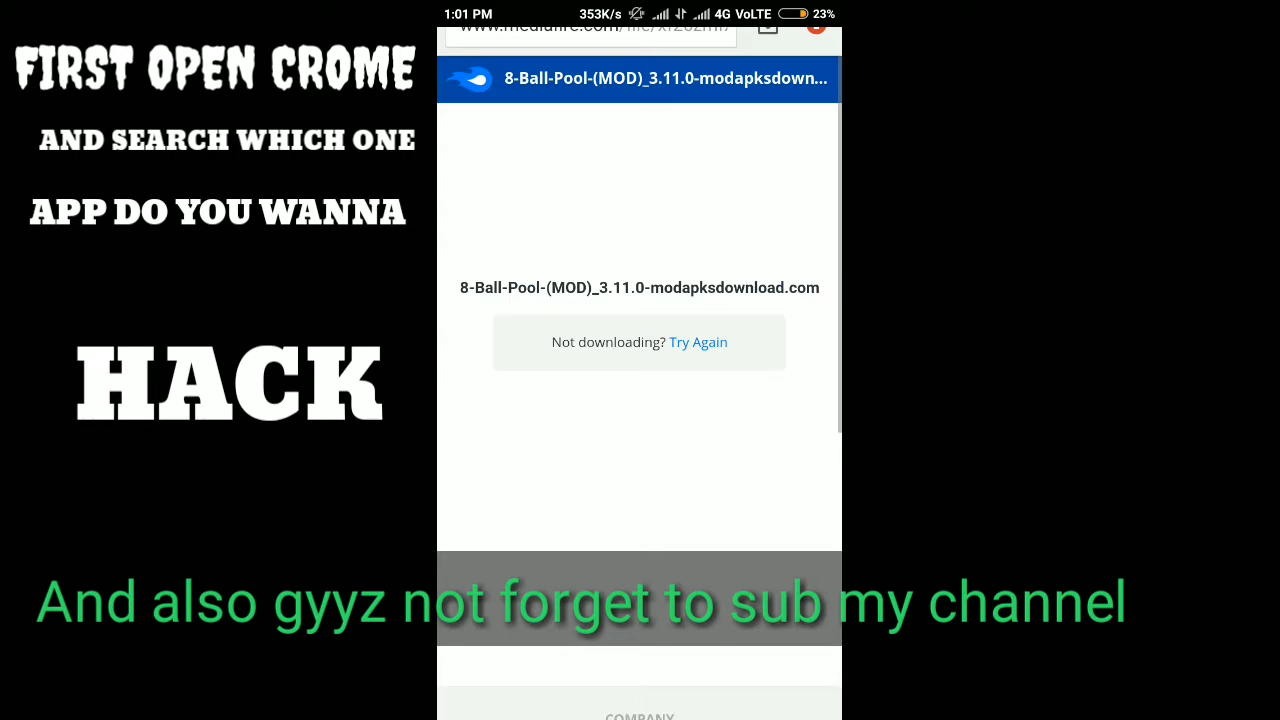 1:01 PM 353K/s 4G VoLTE 23%
8-Ball-Pool-(MOD)_3.11.0-modapksdown...
FIRST OPEN CROME
AND SEARCH WHICH ONE
APP DO YOU WANNA
HACK
8-Ball-Pool-(MOD)_3.11.0-modapksdownload.com
Not downloading? Try Again
And also gyyz not forget to sub my channel
COMPANY